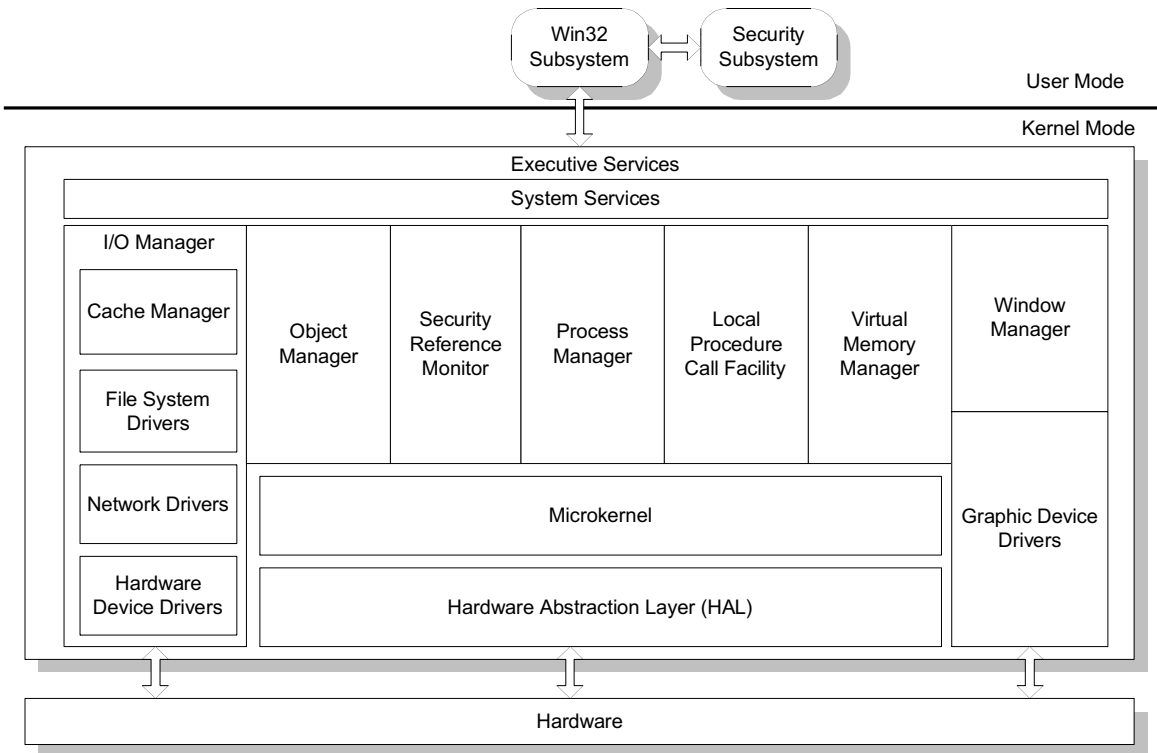 Win32
Subsystem
Security
Subsystem
User Mode
Kernel Mode
Executive Services
System Services
I/O Manager
Cache Manager
File System
Drivers
Network Drivers
Hardware
Device Drivers
Object
Manager
Security
Reference
Monitor
Process
Manager
Local
Procedure
Call Facility
Virtual
Memory
Manager
Window
Manager
Graphic Device
Drivers
Microkernel
Hardware Abstraction Layer (HAL)
Hardware